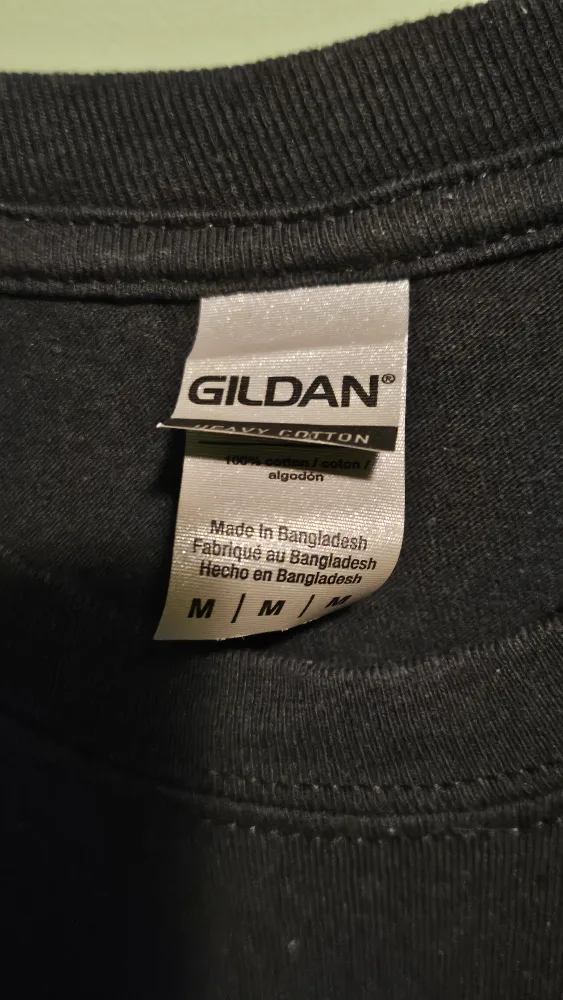 GILDAN®
HEAVY COTTON
100% cotton / coton /
algodón
Made in Bangladesh
Fabriqué au Bangladesh
Hecho en Bangladesh
M / M / M